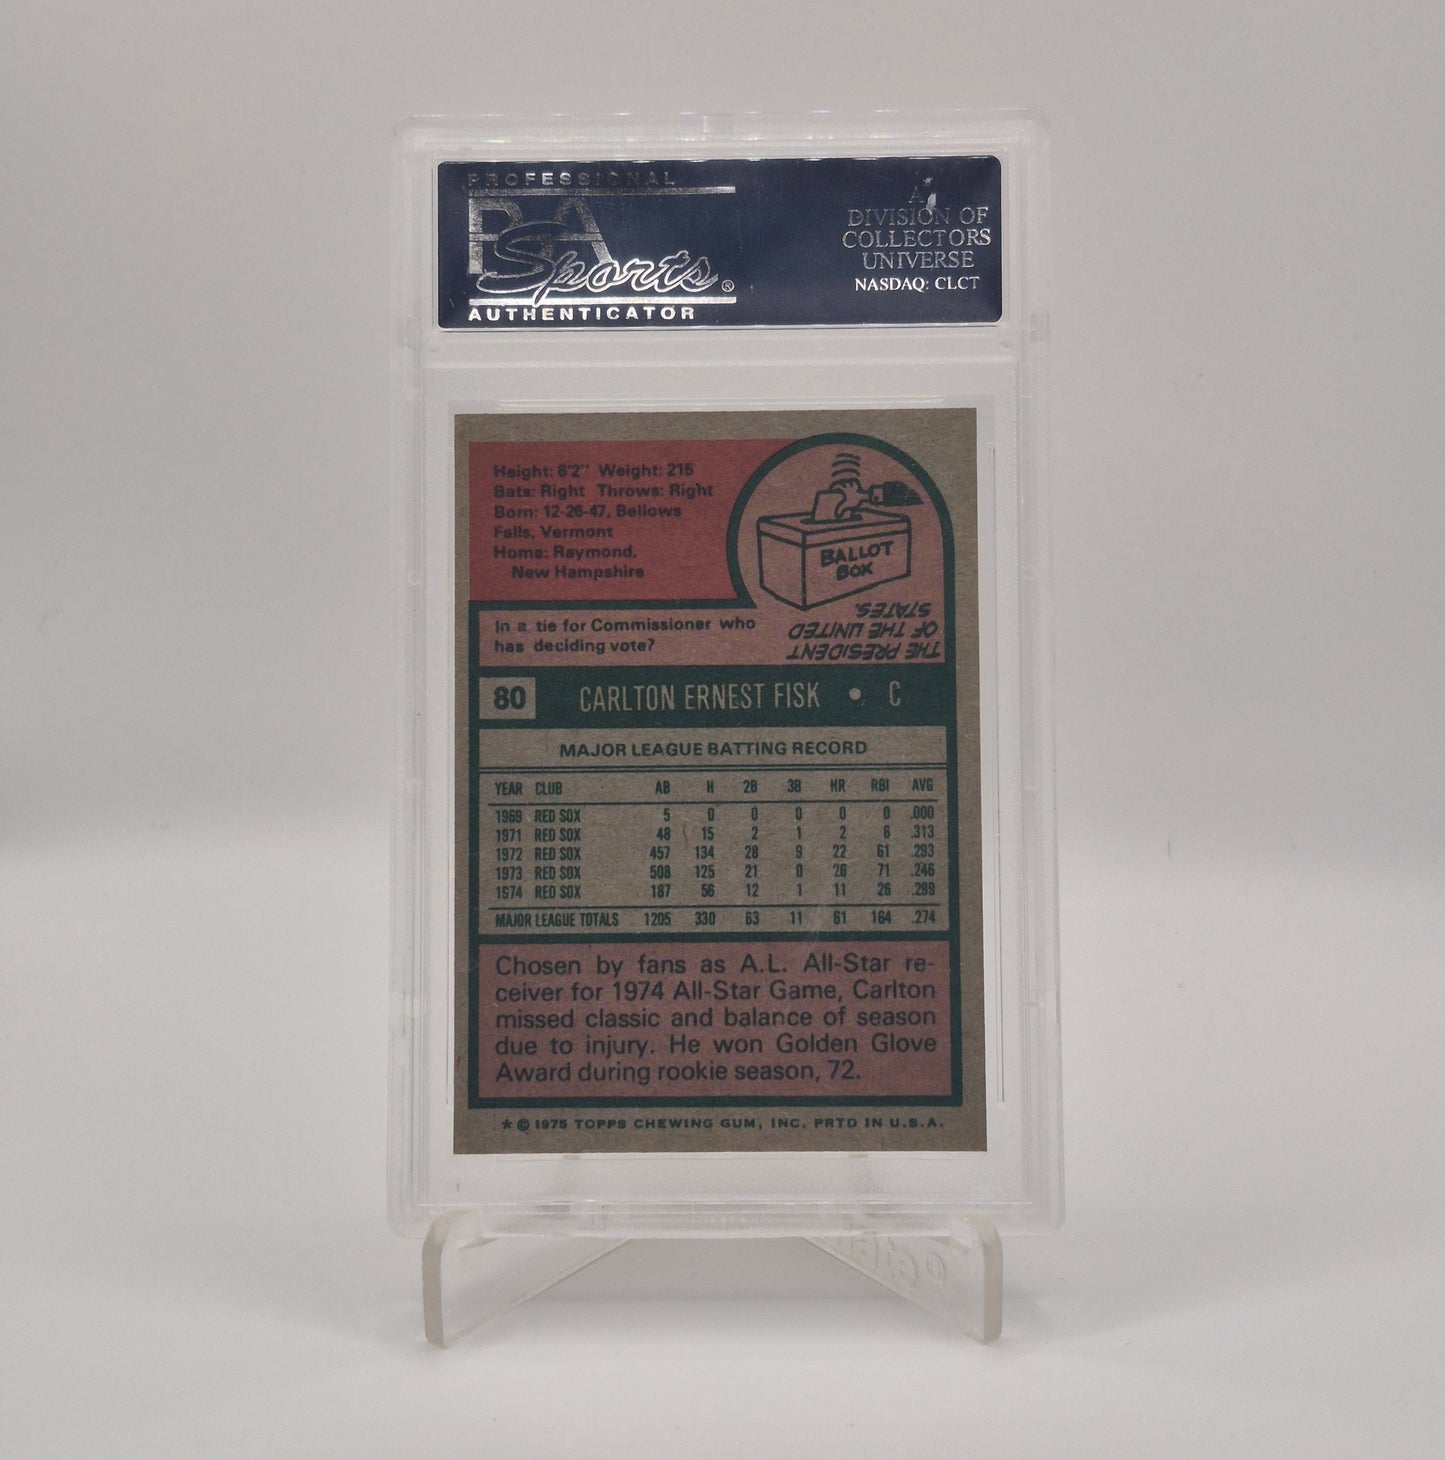 PROFESSIONAL
PSA
Sports®
AUTHENTICATOR
A
DIVISION OF
COLLECTORS
UNIVERSE
NASDAQ: CLCT
Height: 6'2" Weight: 215
Bats: Right Throws: Right
Born: 12-26-47, Bellows
Falls, Vermont
Home: Raymond,
New Hampshire
BALLOT
BOX
In a tie for Commissioner who
has deciding vote?
THE PRESIDENT
OF THE UNITED
STATES.
80 CARLTON ERNEST FISK • C
MAJOR LEAGUE BATTING RECORD
YEAR CLUB AB H 2B 3B HR RBI AVG
1969 RED SOX 5 0 0 0 0 0 .000
1971 RED SOX 48 15 2 1 2 6 .313
1972 RED SOX 457 134 28 9 22 61 .293
1973 RED SOX 508 125 21 0 26 71 .246
1974 RED SOX 187 56 12 1 11 26 .299
MAJOR LEAGUE TOTALS 1205 330 63 11 61 164 .274
Chosen by fans as A.L. All-Star re-
ceiver for 1974 All-Star Game, Carlton
missed classic and balance of season
due to injury. He won Golden Glove
Award during rookie season, 72.
* © 1975 TOPPS CHEWING GUM, INC. PRTD IN U.S.A.